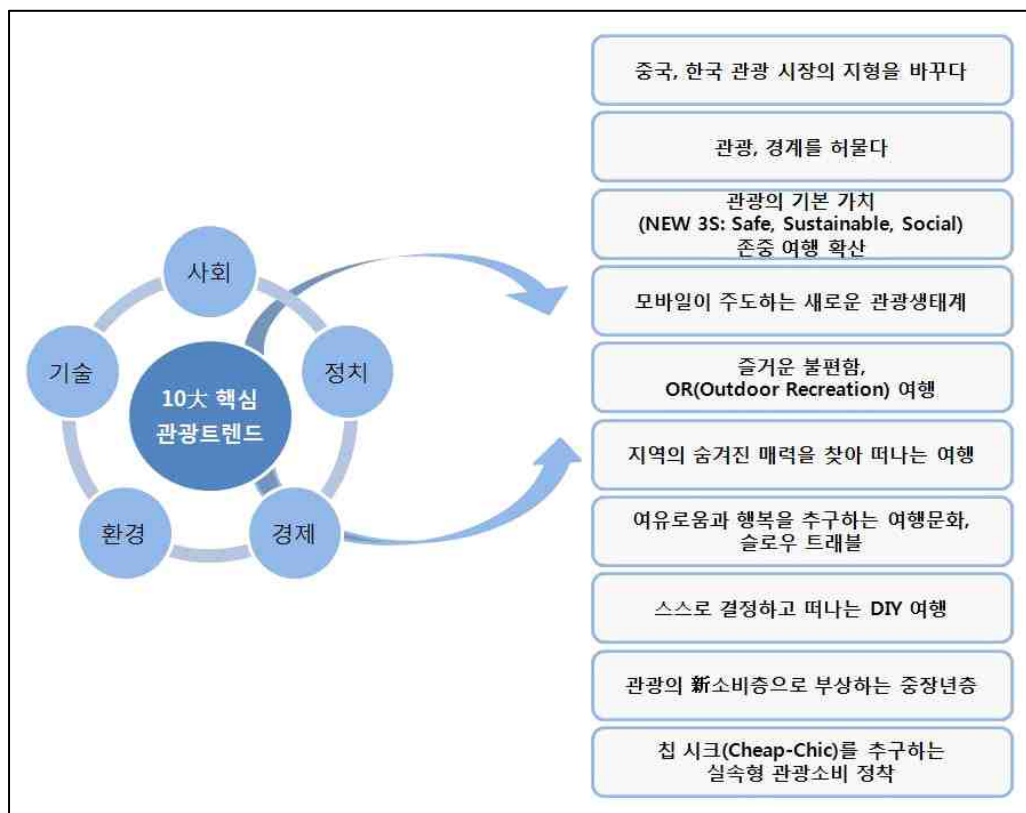 사회
기술
정치
10大 핵심
관광트렌드
환경
경제
중국, 한국 관광 시장의 지형을 바꾸다
관광, 경계를 허물다
관광의 기본 가치
(NEW 3S: Safe, Sustainable, Social)
존중 여행 확산
모바일이 주도하는 새로운 관광생태계
즐거운 불편함,
OR(Outdoor Recreation) 여행
지역의 숨겨진 매력을 찾아 떠나는 여행
여유로움과 행복을 추구하는 여행문화,
슬로우 트래블
스스로 결정하고 떠나는 DIY 여행
관광의 新소비층으로 부상하는 중장년층
칩 시크(Cheap-Chic)를 추구하는
실속형 관광소비 정착